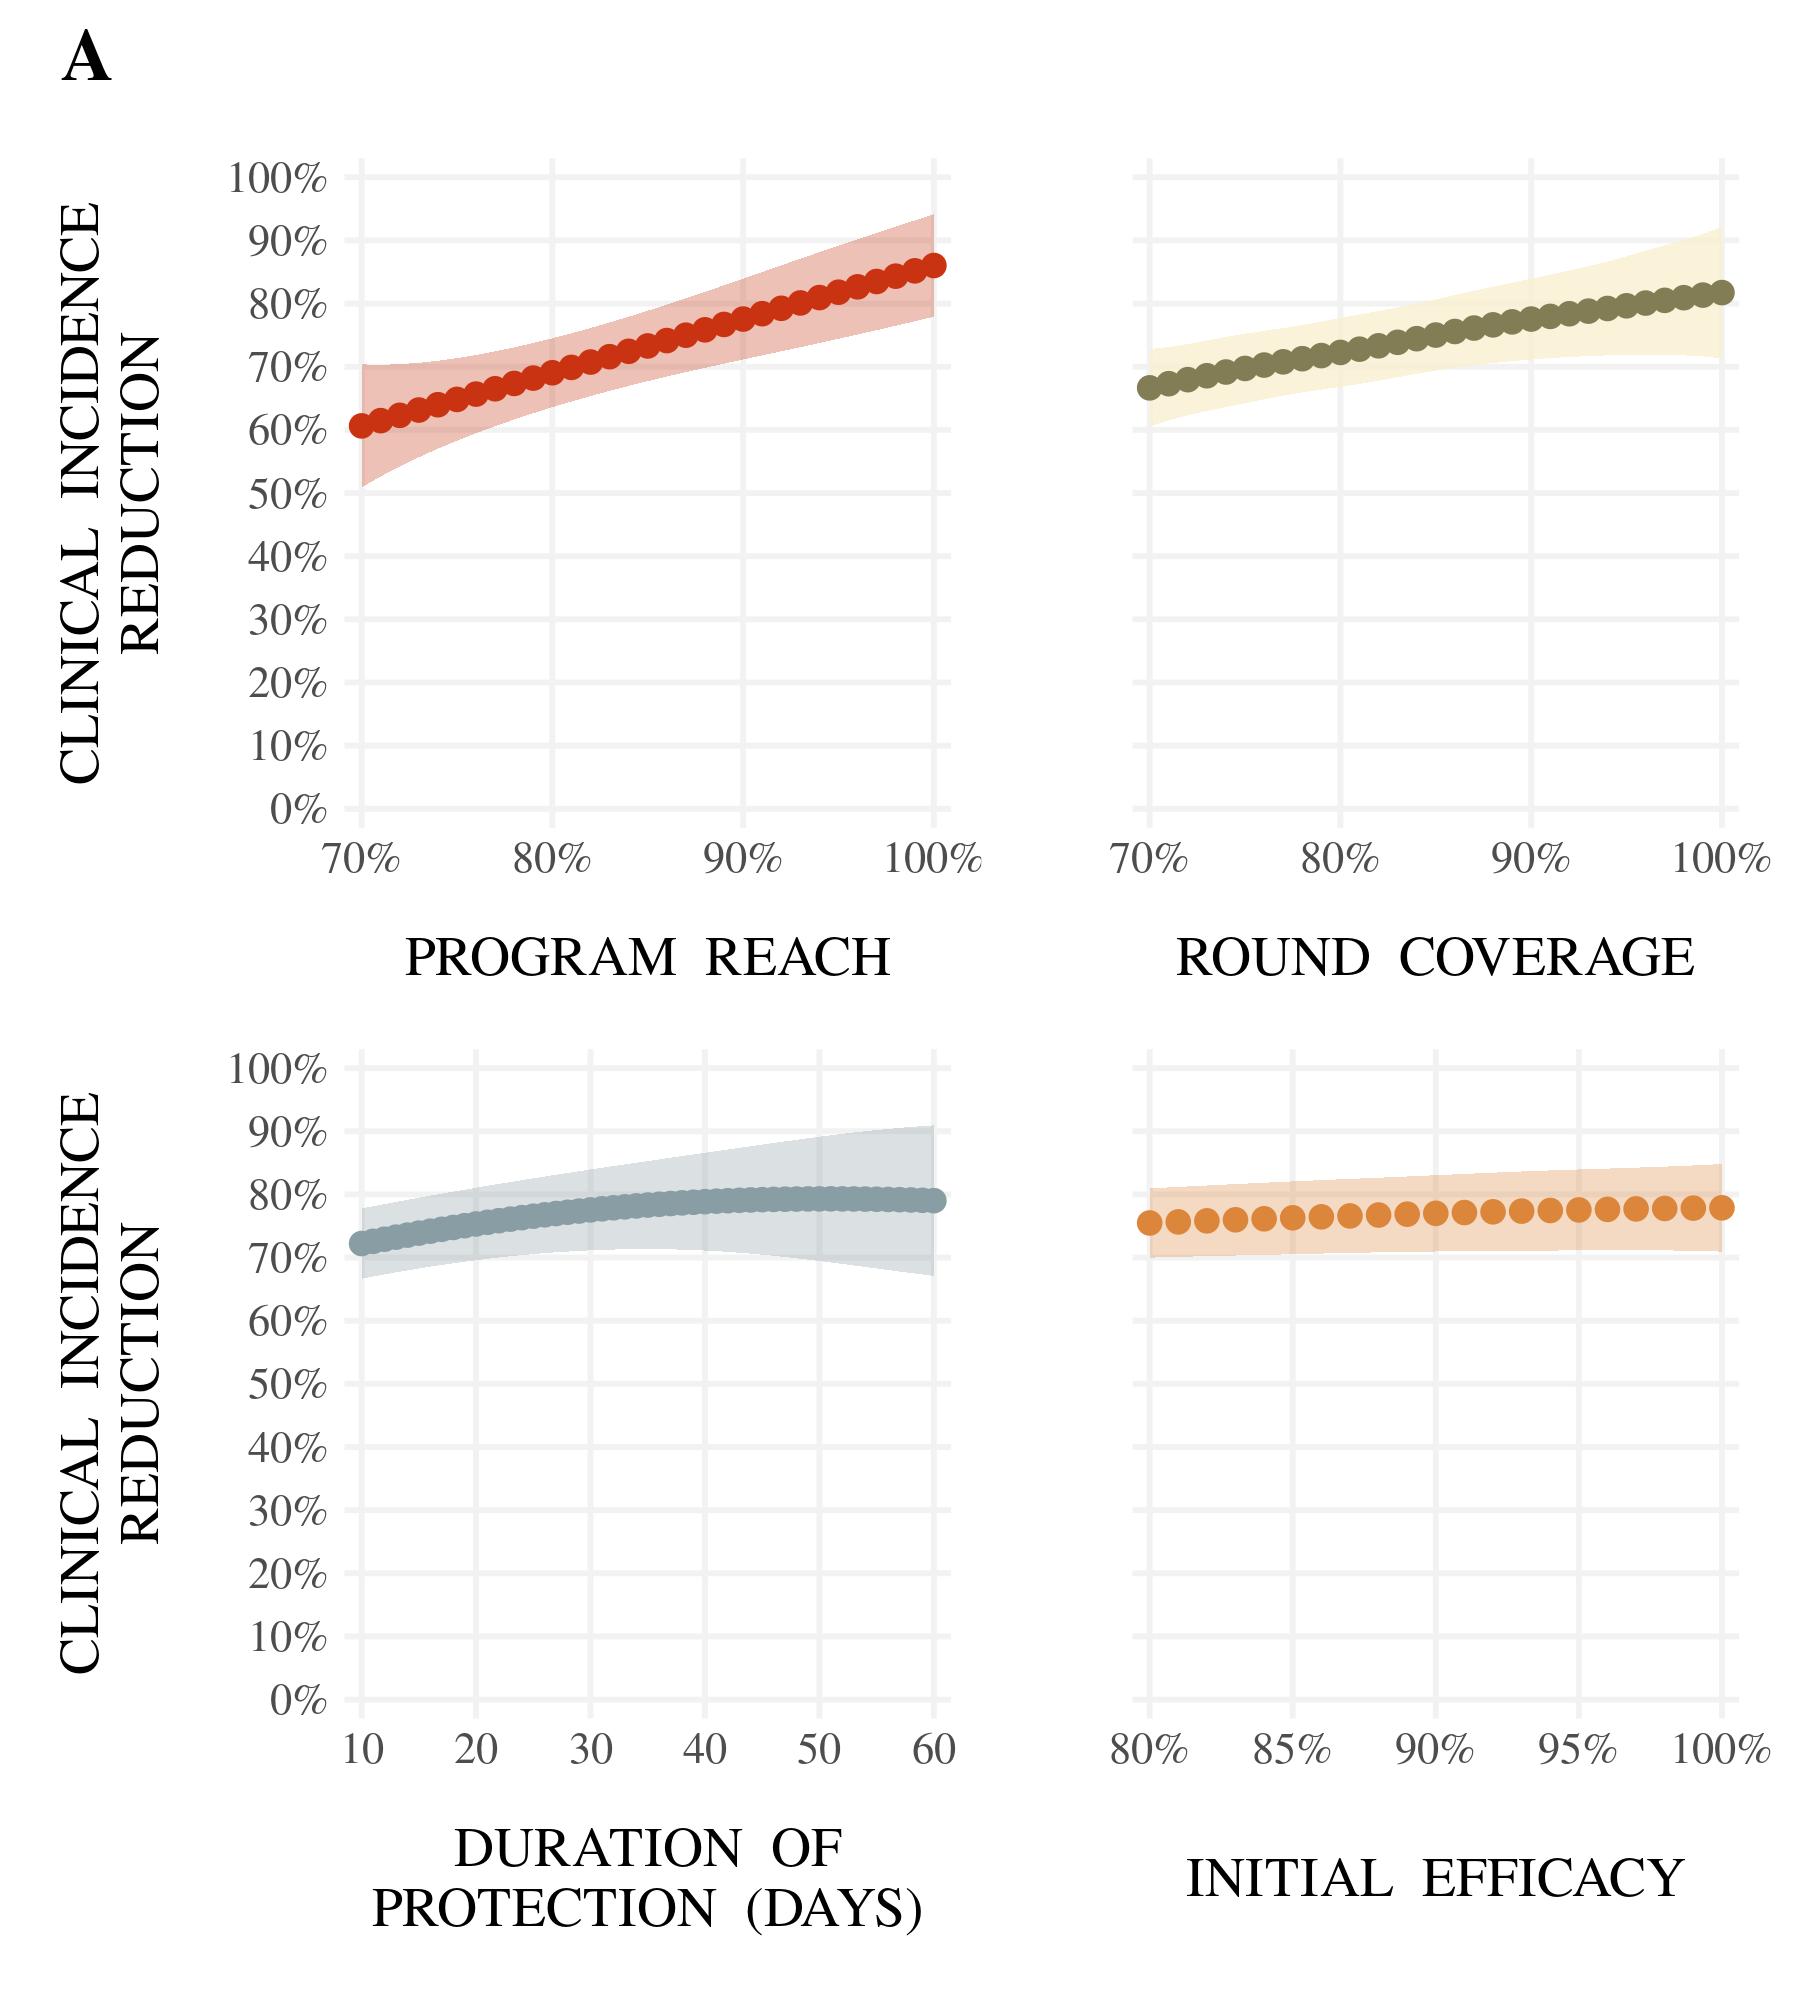 A
CLINICAL INCIDENCE
REDUCTION
100%
90%
80%
70%
60%
50%
40%
30%
20%
10%
0%
70% 80% 90% 100%
PROGRAM REACH
70% 80% 90% 100%
ROUND COVERAGE
CLINICAL INCIDENCE
REDUCTION
100%
90%
80%
70%
60%
50%
40%
30%
20%
10%
0%
10 20 30 40 50 60
DURATION OF
PROTECTION (DAYS)
80% 85% 90% 95% 100%
INITIAL EFFICACY